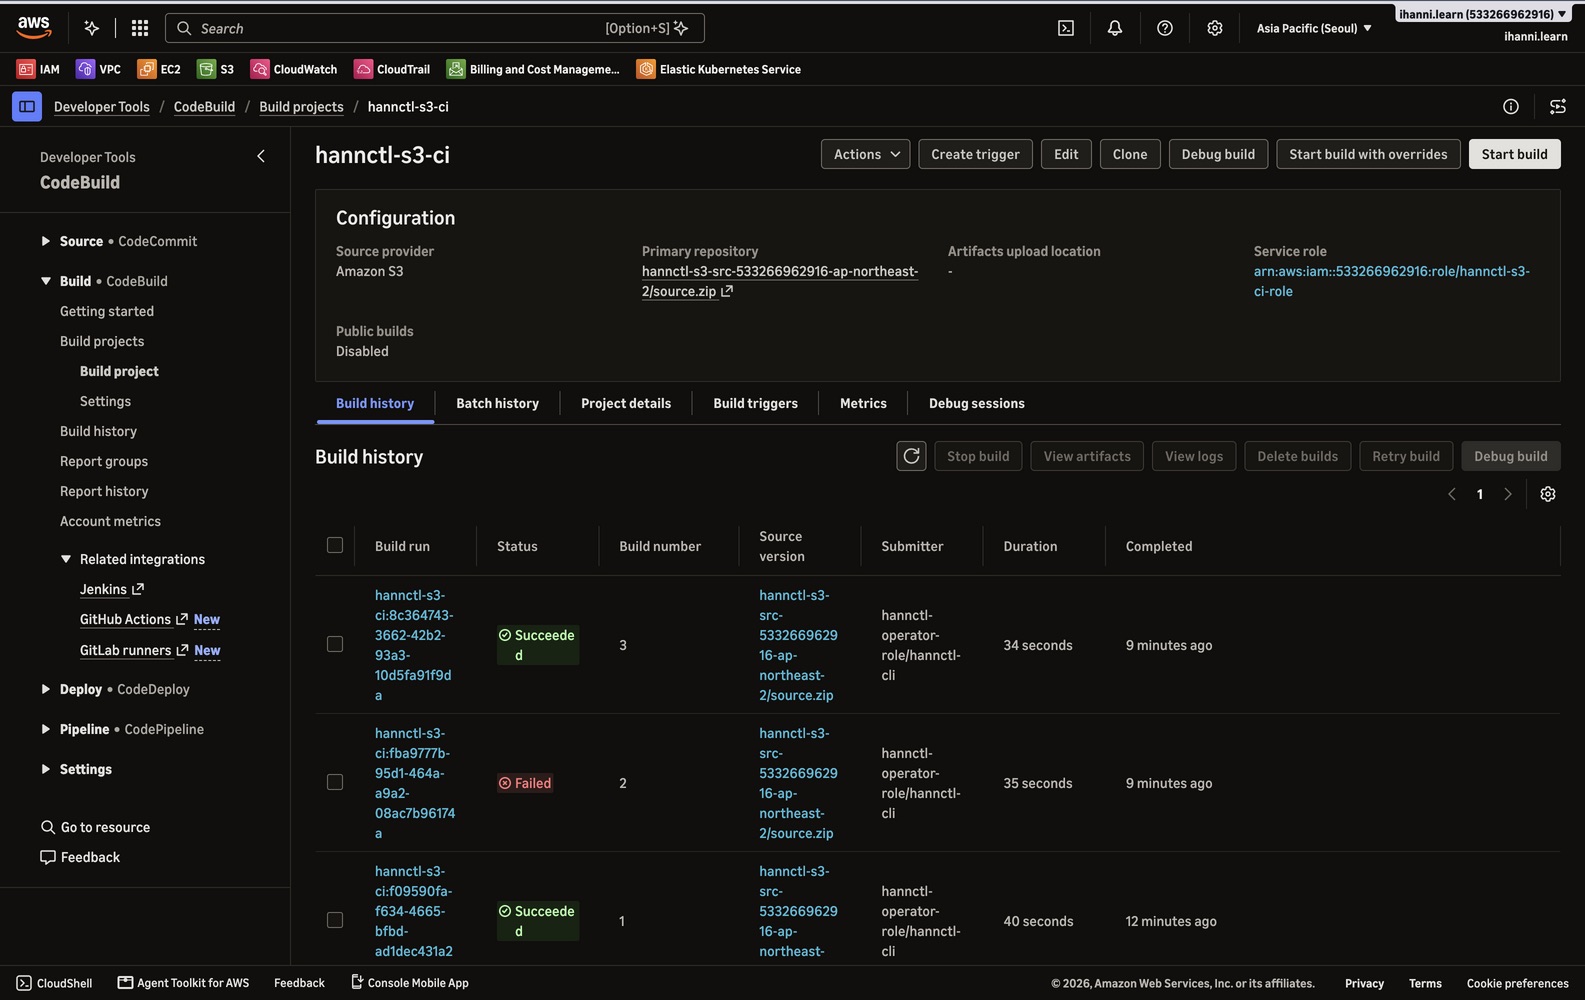 aws
Search
[Option+S]
Asia Pacific (Seoul)
ihanni.learn (533266962916)
ihanni.learn
IAM
VPC
EC2
S3
CloudWatch
CloudTrail
Billing and Cost Manageme...
Elastic Kubernetes Service
Developer Tools / CodeBuild / Build projects / hannctl-s3-ci
Developer Tools
CodeBuild
Source • CodeCommit
Build • CodeBuild
Getting started
Build projects
Build project
Settings
Build history
Report groups
Report history
Account metrics
Related integrations
Jenkins
GitHub Actions New
GitLab runners New
Deploy • CodeDeploy
Pipeline • CodePipeline
Settings
Go to resource
Feedback
hannctl-s3-ci
Actions
Create trigger
Edit
Clone
Debug build
Start build with overrides
Start build
Configuration
Source provider
Amazon S3
Primary repository
hannctl-s3-src-533266962916-ap-northeast-
2/source.zip
Artifacts upload location
-
Service role
arn:aws:iam::533266962916:role/hannctl-s3-
ci-role
Public builds
Disabled
Build history
Batch history
Project details
Build triggers
Metrics
Debug sessions
Build history
Stop build
View artifacts
View logs
Delete builds
Retry build
Debug build
1
Build run
Status
Build number
Source
version
Submitter
Duration
Completed
hannctl-s3-
ci:8c364743-
3662-42b2-
93a3-
10d5fa91f9d
a
Succeede
d
3
hannctl-s3-
src-
5332669629
16-ap-
northeast-
2/source.zip
hannctl-
operator-
role/hannctl-
cli
34 seconds
9 minutes ago
hannctl-s3-
ci:fba9777b-
95d1-464a-
a9a2-
08ac7b96174
a
Failed
2
hannctl-s3-
src-
5332669629
16-ap-
northeast-
2/source.zip
hannctl-
operator-
role/hannctl-
cli
35 seconds
9 minutes ago
hannctl-s3-
ci:f09590fa-
f634-4665-
bfbd-
ad1dec431a2
Succeede
d
1
hannctl-s3-
src-
5332669629
16-ap-
northeast-
hannctl-
operator-
role/hannctl-
cli
40 seconds
12 minutes ago
CloudShell
Agent Toolkit for AWS
Feedback
Console Mobile App
© 2026, Amazon Web Services, Inc. or its affiliates.
Privacy
Terms
Cookie preferences